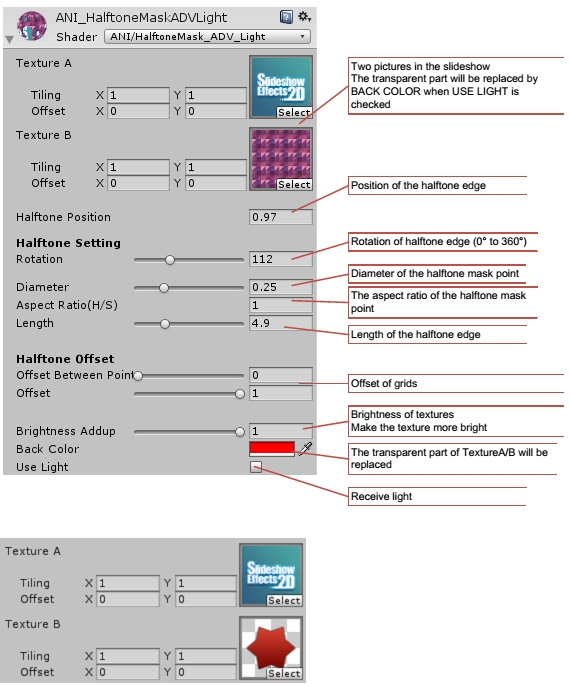 ANI_HalftoneMaskADVLight
Shader ANI/HalftoneMask_ADV_Light
Texture A
Slideshow
Effects2D
Tiling X 1 Y 1
Offset X 0 Y 0
Select
Two pictures in the slideshow
The transparent part will be replaced by
BACK COLOR when USE LIGHT is
checked
Texture B
Tiling X 1 Y 1
Offset X 0 Y 0
Select
Position of the halftone edge
Halftone Position 0.97
Halftone Setting
Rotation 112
Rotation of halftone edge (0° to 360°)
Diameter 0.25
Diameter of the halftone mask point
Aspect Ratio(H/S) 1
The aspect ratio of the halftone mask
point
Length 4.9
Length of the halftone edge
Halftone Offset
Offset Between Point 0
Offset of grids
Offset 1
Brightness Addup 1
Brightness of textures
Make the texture more bright
Back Color
The transparent part of TextureA/B will be
replaced
Use Light
Receive light
Texture A
Slideshow
Effects2D
Tiling X 1 Y 1
Offset X 0 Y 0
Select
Texture B
Tiling X 1 Y 1
Offset X 0 Y 0
Select